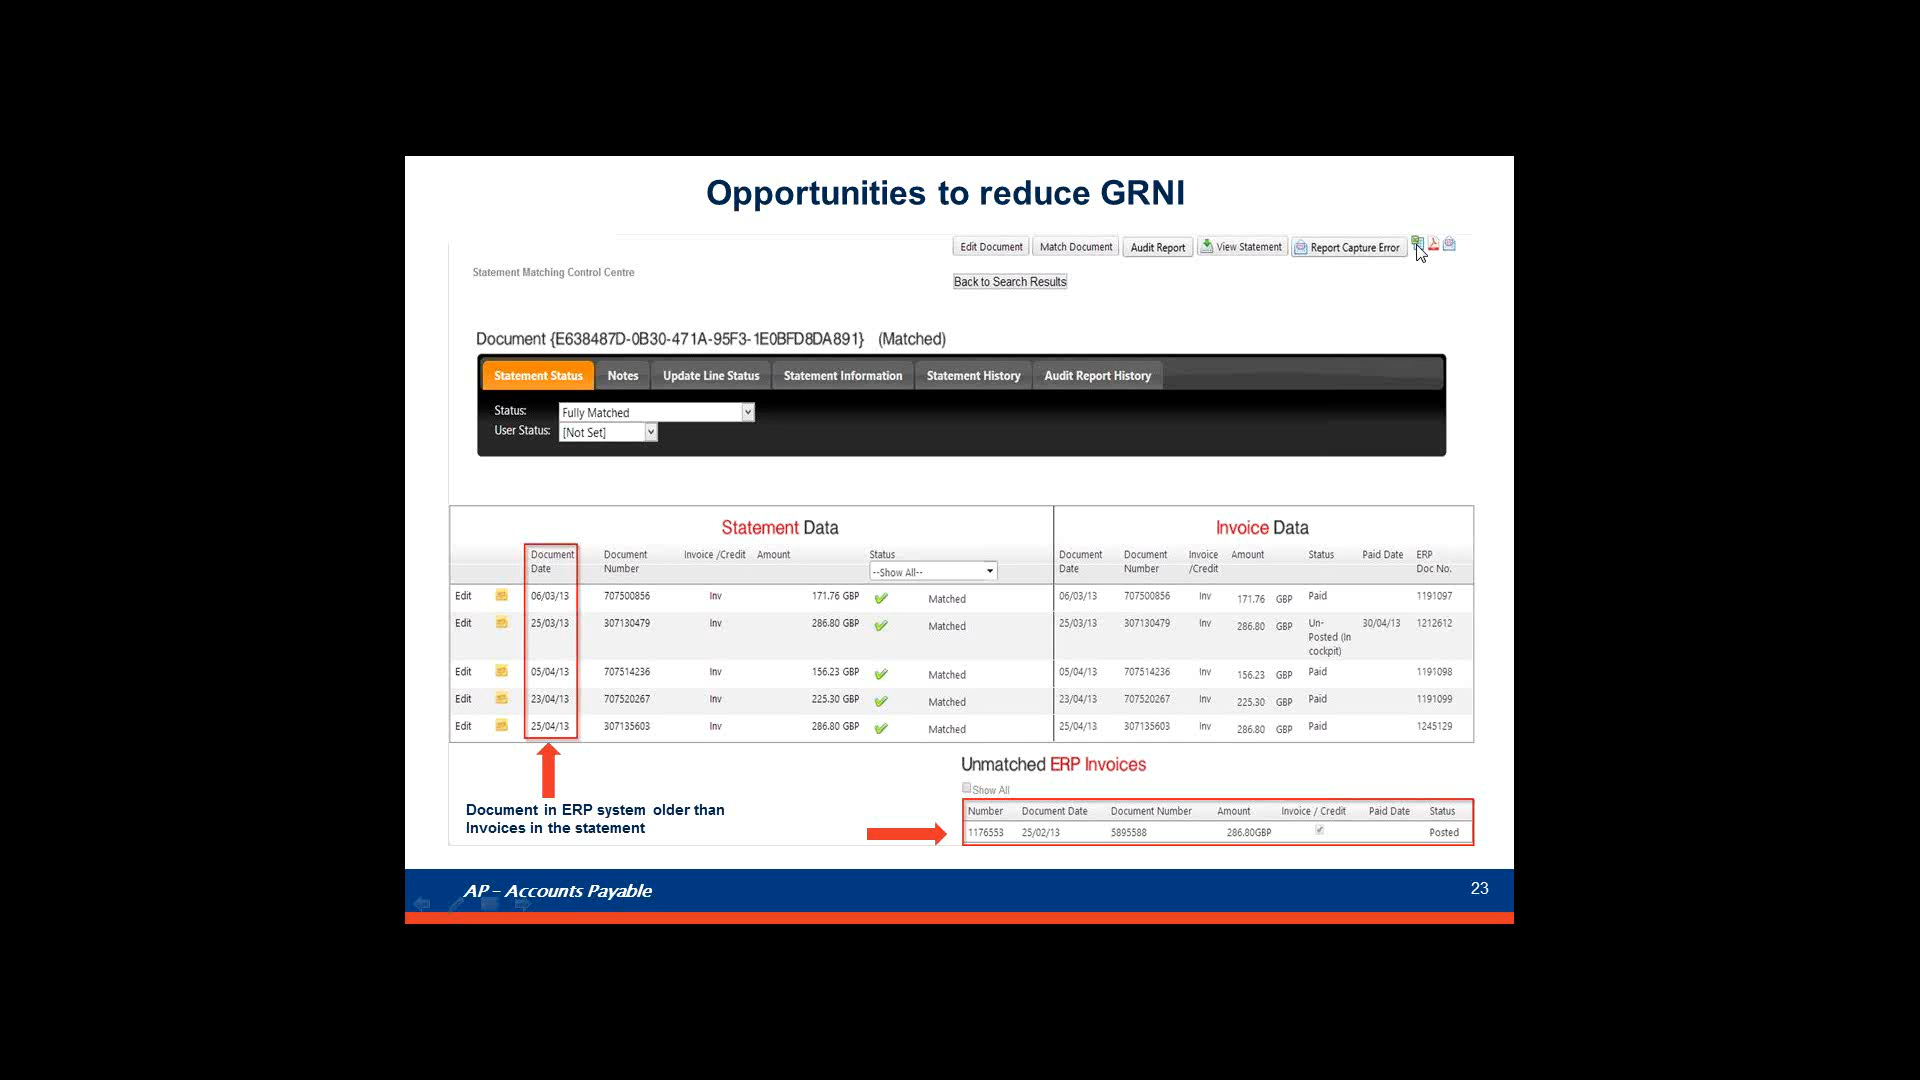 Opportunities to reduce GRNI
Edit Document Match Document Audit Report View Statement Report Capture Error
Statement Matching Control Centre
Back to Search Results
Document {E638487D-0B30-471A-95F3-1E0BFD8DA891} (Matched)
Statement Status Notes Update Line Status Statement Information Statement History Audit Report History
Status: Fully Matched
User Status: [Not Set]
Statement Data Invoice Data
Document Document Invoice /Credit Amount Status Document Document Invoice Amount Status Paid Date ERP
Date Number --Show All-- Date Number /Credit Doc No.
Edit 06/03/13 707500856 Inv 171.76 GBP Matched 06/03/13 707500856 Inv 171.76 GBP Paid 1191097
Edit 25/03/13 307130479 Inv 286.80 GBP Matched 25/03/13 307130479 Inv 286.80 GBP Un- 30/04/13 1212612
Posted (In
cockpit)
Edit 05/04/13 707514236 Inv 156.23 GBP Matched 05/04/13 707514236 Inv 156.23 GBP Paid 1191098
Edit 23/04/13 707520267 Inv 225.30 GBP Matched 23/04/13 707520267 Inv 225.30 GBP Paid 1191099
Edit 25/04/13 307135603 Inv 286.80 GBP Matched 25/04/13 307135603 Inv 286.80 GBP Paid 1245129
Unmatched ERP Invoices
Show All
Document in ERP system older than
Invoices in the statement
Number Document Date Document Number Amount Invoice / Credit Paid Date Status
1176553 25/02/13 5895588 286.80GBP Posted
AP – Accounts Payable
23